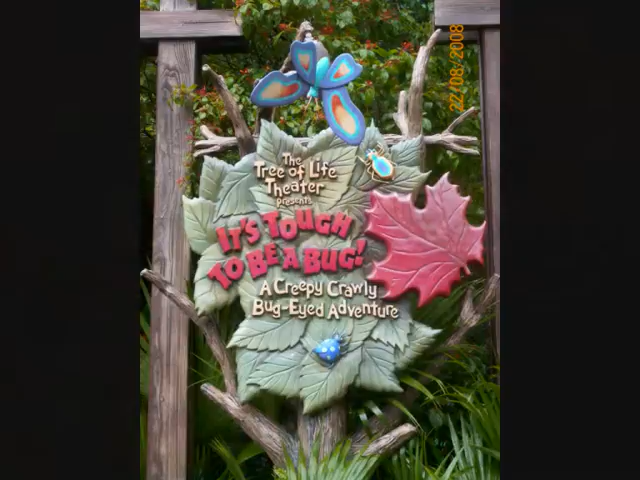 22/08/2008
The
Tree of Life
Theater
Presents
IT'S TOUGH
TO BE A BUG!
A Creepy Crawly
Bug-Eyed Adventure